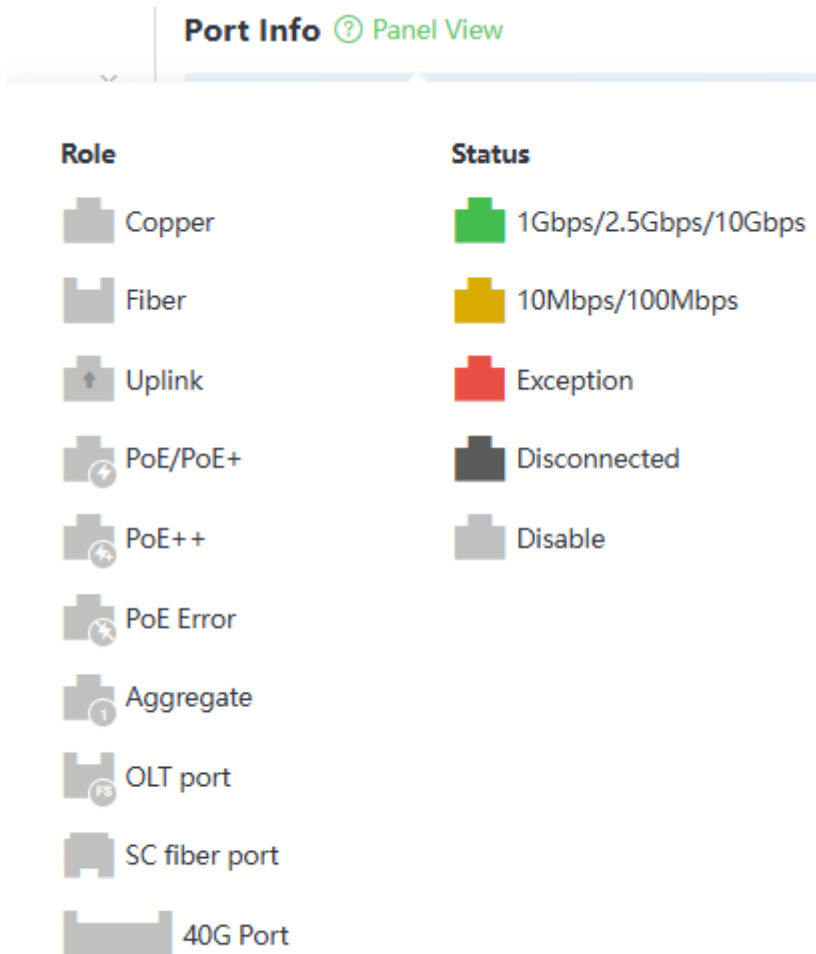 Port Info ? Panel View
Role
Copper
Fiber
Uplink
PoE/PoE+
PoE++
PoE Error
1
Aggregate
FS
OLT port
SC fiber port
40G Port
Status
1Gbps/2.5Gbps/10Gbps
10Mbps/100Mbps
Exception
Disconnected
Disable